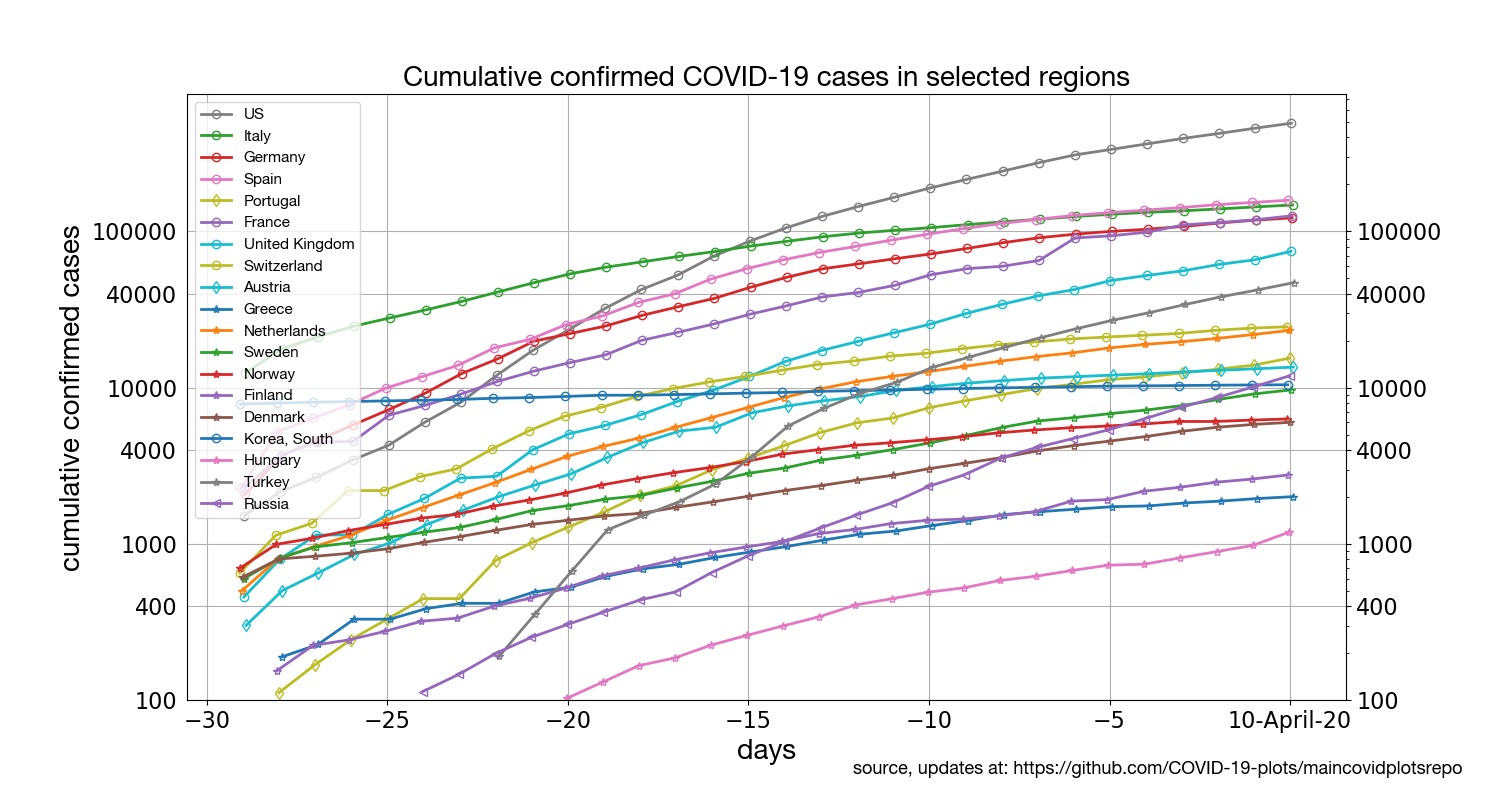 Cumulative confirmed COVID-19 cases in selected regions
US
Italy
Germany
Spain
Portugal
France
United Kingdom
Switzerland
Austria
Greece
Netherlands
Sweden
Norway
Finland
Denmark
Korea, South
Hungary
Turkey
Russia
cumulative confirmed cases
100000
40000
10000
4000
1000
400
100
100000
40000
10000
4000
1000
400
100
−30
−25
−20
−15
−10
−5
10-April-20
days
source, updates at: https://github.com/COVID-19-plots/maincovidplotsrepo